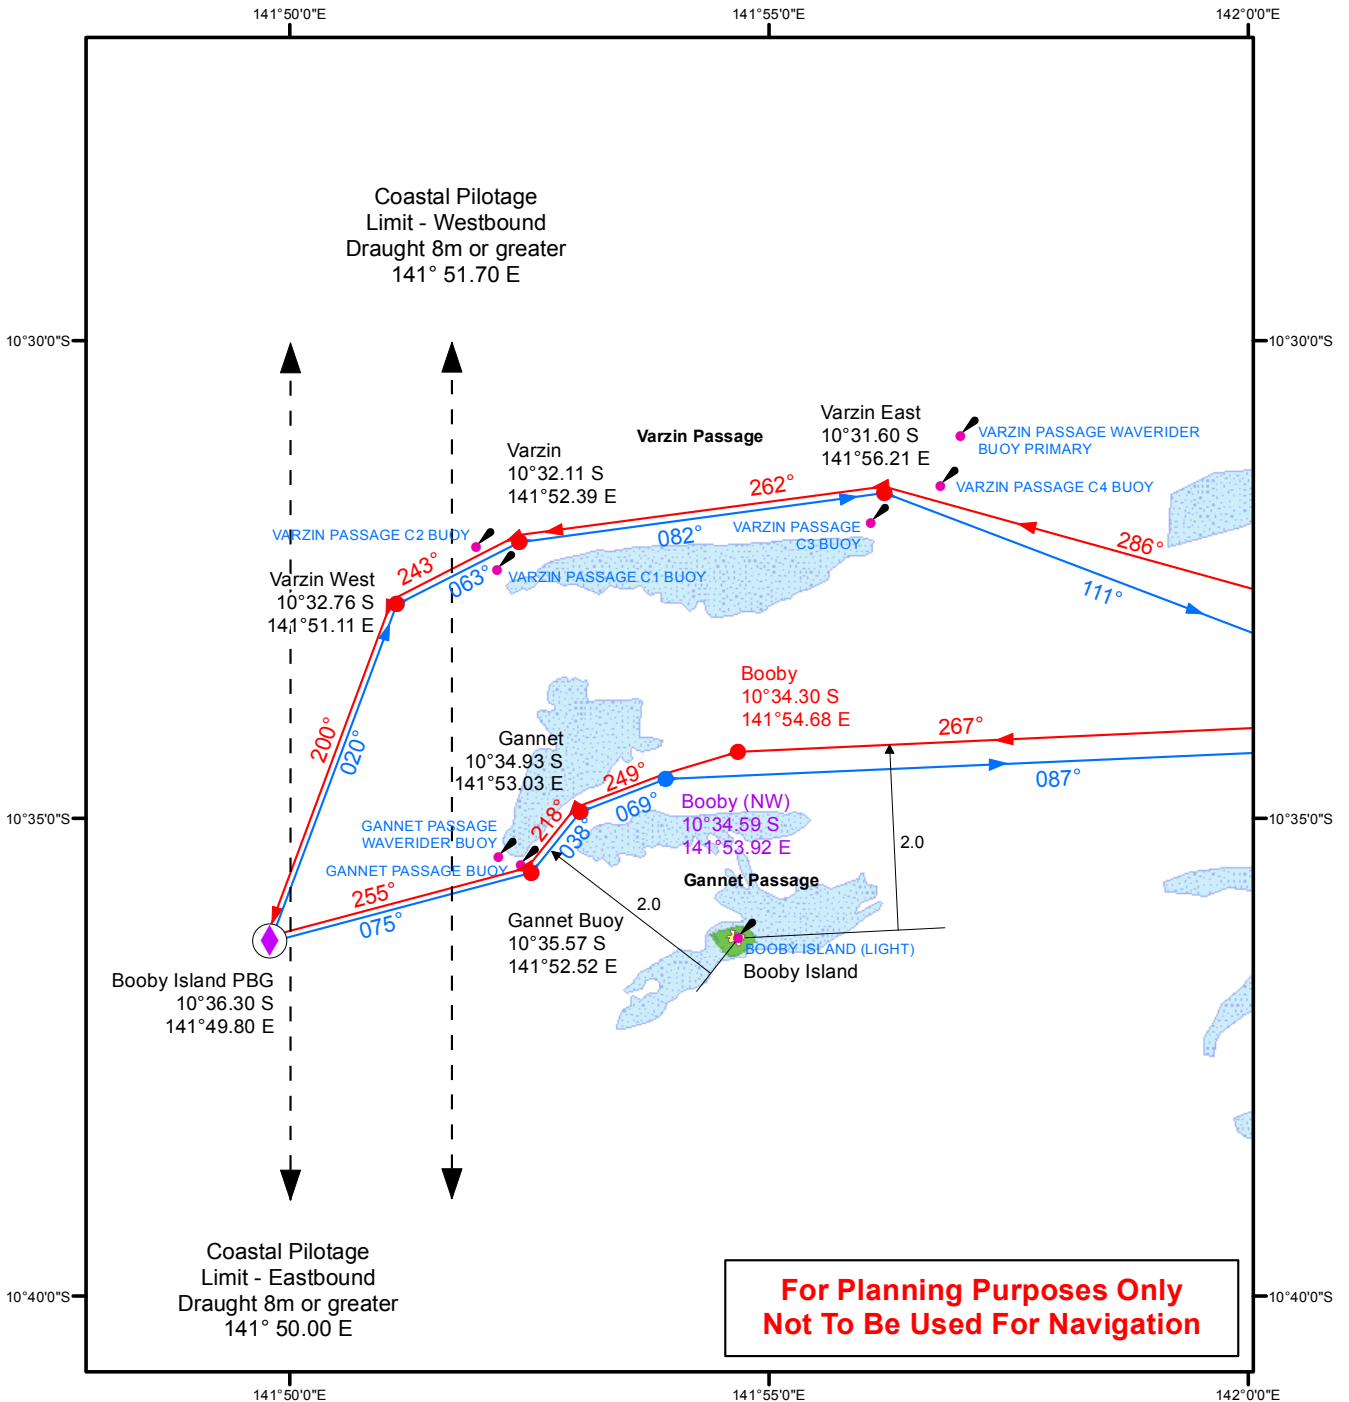 141°50'0"E
141°55'0"E
142°0'0"E
Coastal Pilotage
Limit - Westbound
Draught 8m or greater
141° 51.70 E
10°30'0"S
10°30'0"S
Varzin East
10°31.60 S
141°56.21 E
Varzin Passage
VARZIN PASSAGE WAVERIDER
BUOY PRIMARY
Varzin
10°32.11 S
141°52.39 E
262°
VARZIN PASSAGE C4 BUOY
VARZIN PASSAGE C2 BUOY
082°
VARZIN PASSAGE
C3 BUOY
286°
243°
063°
VARZIN PASSAGE C1 BUOY
Varzin West
10°32.76 S
141°51.11 E
111°
Booby
10°34.30 S
141°54.68 E
267°
200°
020°
Gannet
10°34.93 S
141°53.03 E
249°
069°
087°
Booby (NW)
10°34.59 S
141°53.92 E
10°35'0"S
10°35'0"S
218°
038°
GANNET PASSAGE
WAVERIDER BUOY
GANNET PASSAGE BUOY
2.0
Gannet Passage
255°
075°
2.0
Gannet Buoy
10°35.57 S
141°52.52 E
BOOBY ISLAND (LIGHT)
Booby Island
Booby Island PBG
10°36.30 S
141°49.80 E
Coastal Pilotage
Limit - Eastbound
Draught 8m or greater
141° 50.00 E
10°40'0"S
10°40'0"S
For Planning Purposes Only
Not To Be Used For Navigation
141°50'0"E
141°55'0"E
142°0'0"E